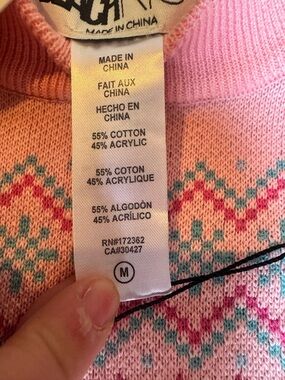 MADE IN CHINA
MADE IN
CHINA
FAIT AUX
CHINA
HECHO EN
CHINA
55% COTTON
45% ACRYLIC
55% COTON
45% ACRYLIQUE
55% ALGODÓN
45% ACRÍLICO
RN#172362
CA#30427
M